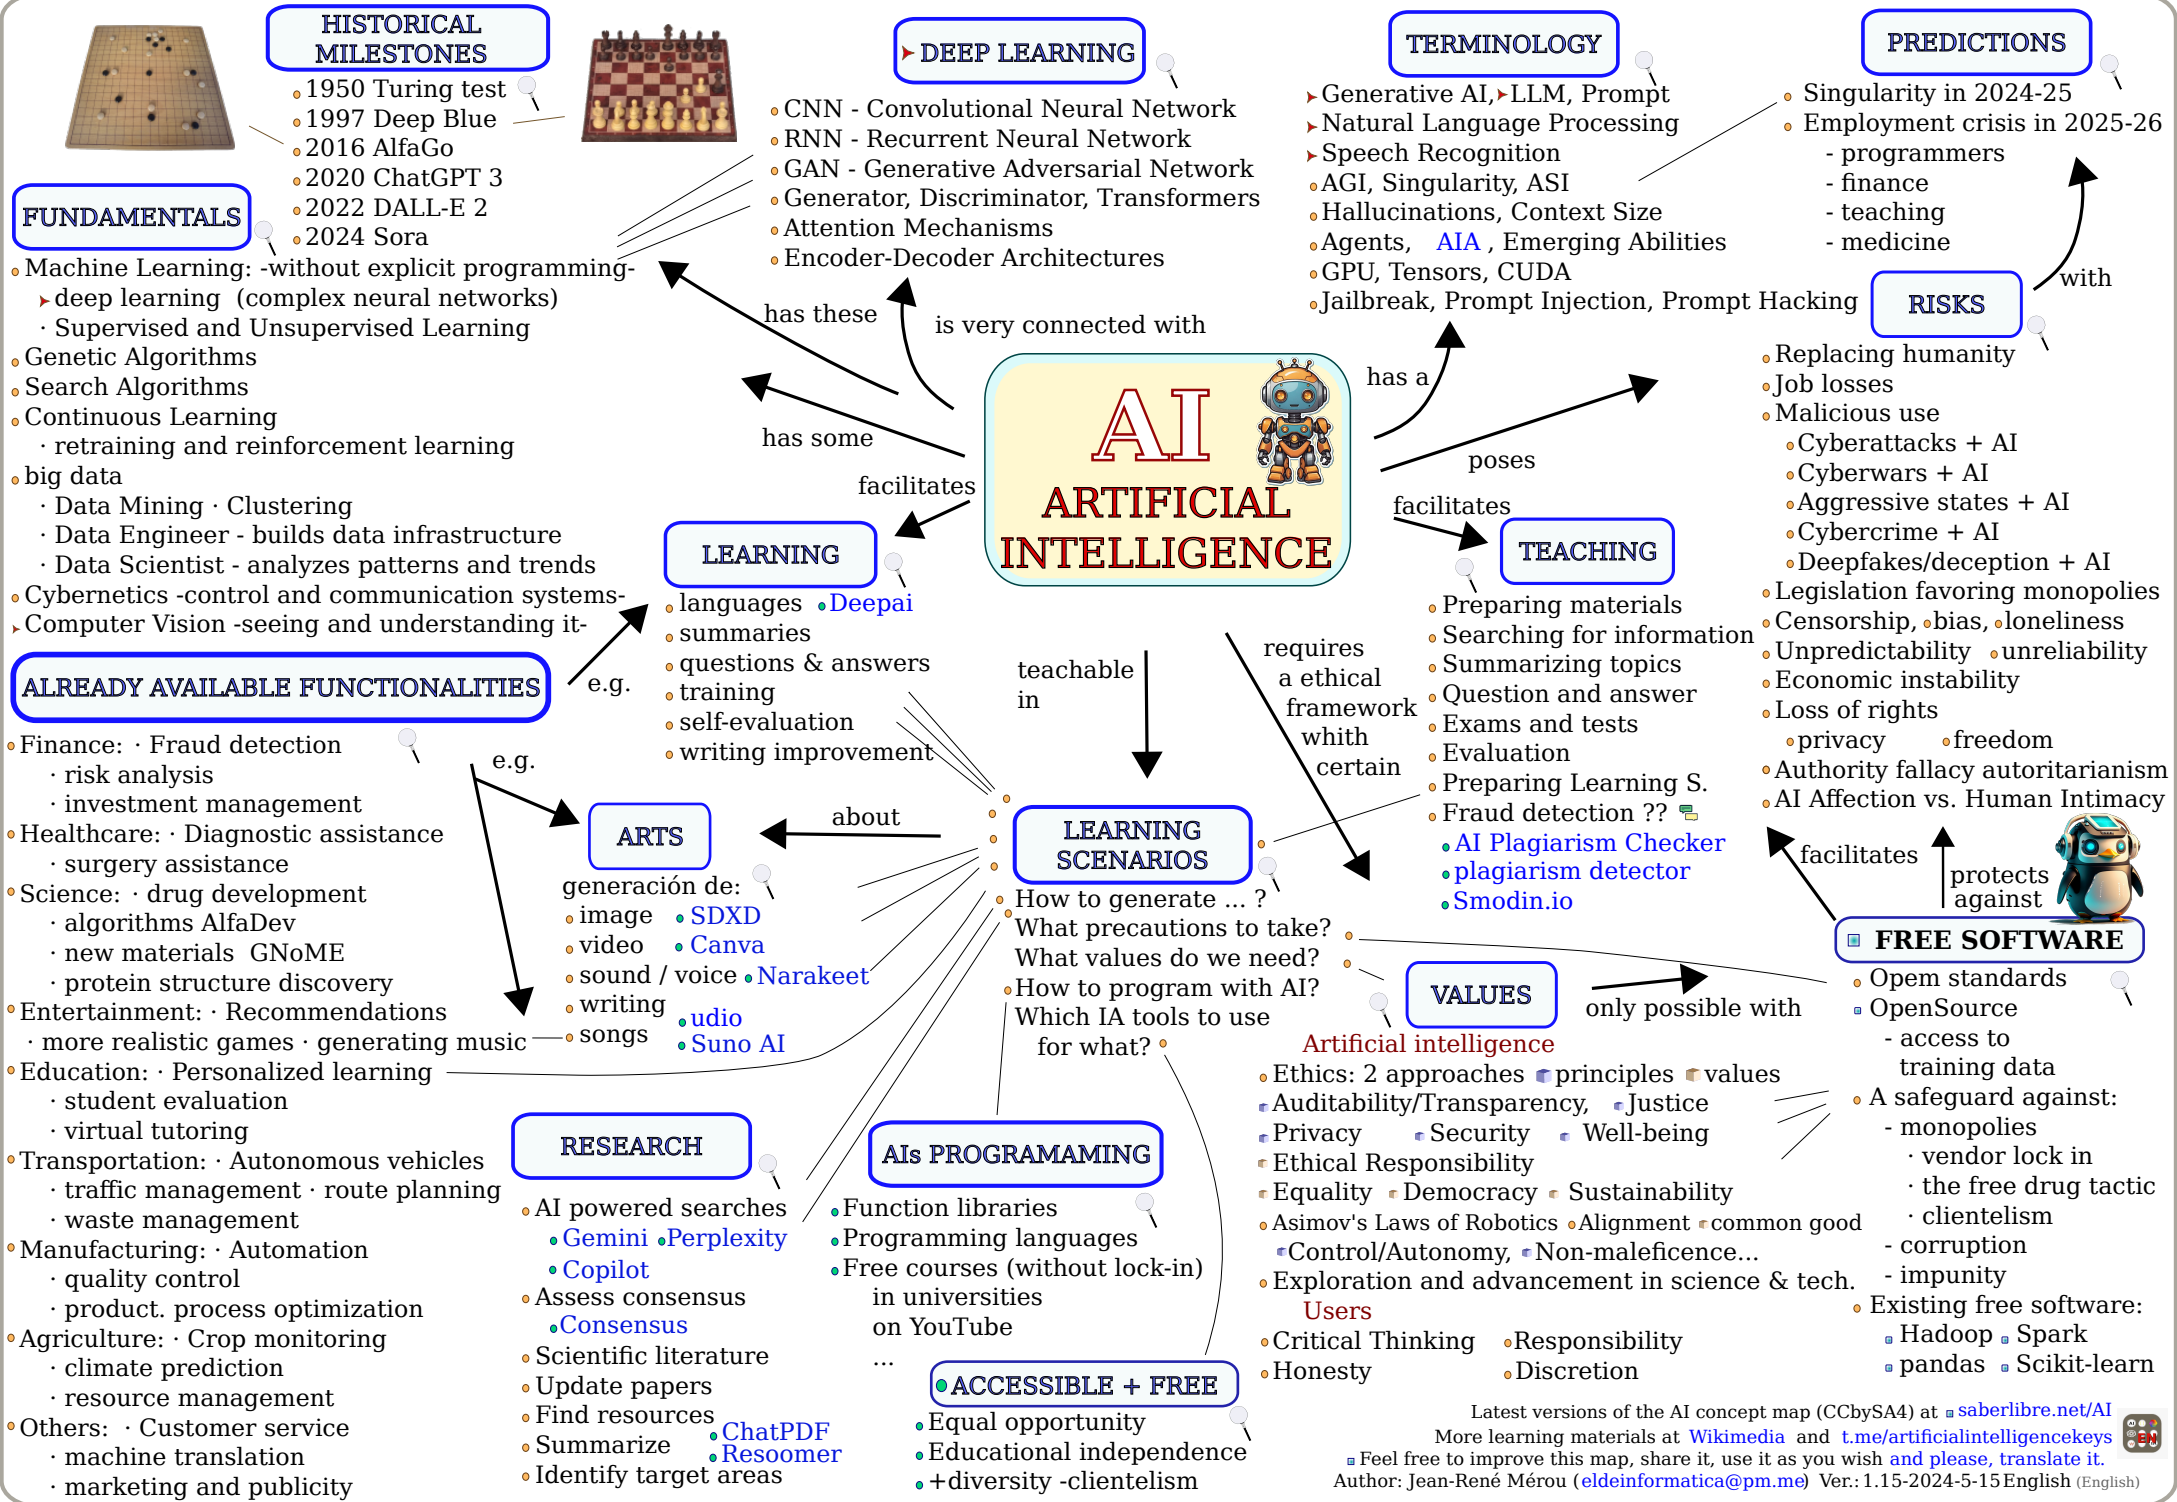 HISTORICAL
MILESTONES
1950 Turing test
1997 Deep Blue
2016 AlfaGo
2020 ChatGPT 3
2022 DALL-E 2
2024 Sora
DEEP LEARNING
CNN - Convolutional Neural Network
RNN - Recurrent Neural Network
GAN - Generative Adversarial Network
Generator, Discriminator, Transformers
Attention Mechanisms
Encoder-Decoder Architectures
TERMINOLOGY
Generative AI, LLM, Prompt
Natural Language Processing
Speech Recognition
AGI, Singularity, ASI
Hallucinations, Context Size
Agents, AIA , Emerging Abilities
GPU, Tensors, CUDA
Jailbreak, Prompt Injection, Prompt Hacking
PREDICTIONS
Singularity in 2024-25
Employment crisis in 2025-26
- programmers
- finance
- teaching
- medicine
with
FUNDAMENTALS
Machine Learning: -without explicit programming-
deep learning (complex neural networks)
· Supervised and Unsupervised Learning
Genetic Algorithms
Search Algorithms
Continuous Learning
· retraining and reinforcement learning
big data
· Data Mining · Clustering
· Data Engineer - builds data infrastructure
· Data Scientist - analyzes patterns and trends
Cybernetics -control and communication systems-
Computer Vision -seeing and understanding it-
has these
is very connected with
has some
facilitates
has a
poses
facilitates
AI
ARTIFICIAL
INTELLIGENCE
RISKS
Replacing humanity
Job losses
Malicious use
Cyberattacks + AI
Cyberwars + AI
Aggressive states + AI
Cybercrime + AI
Deepfakes/deception + AI
Legislation favoring monopolies
Censorship, bias, loneliness
Unpredictability unreliability
Economic instability
Loss of rights
privacy freedom
Authority fallacy autoritarianism
AI Affection vs. Human Intimacy
LEARNING
languages Deepai
summaries
questions & answers
training
self-evaluation
writing improvement
TEACHING
Preparing materials
Searching for information
Summarizing topics
Question and answer
Exams and tests
Evaluation
Preparing Learning S.
Fraud detection ??
AI Plagiarism Checker
plagiarism detector
Smodin.io
teachable
in
requires
a ethical
framework
whith
certain
ALREADY AVAILABLE FUNCTIONALITIES
e.g.
e.g.
Finance: · Fraud detection
· risk analysis
· investment management
Healthcare: · Diagnostic assistance
· surgery assistance
Science: · drug development
· algorithms AlfaDev
· new materials GNoME
· protein structure discovery
Entertainment: · Recommendations
· more realistic games · generating music
Education: · Personalized learning
· student evaluation
· virtual tutoring
Transportation: · Autonomous vehicles
· traffic management · route planning
· waste management
Manufacturing: · Automation
· quality control
· product. process optimization
Agriculture: · Crop monitoring
· climate prediction
· resource management
Others: · Customer service
· machine translation
· marketing and publicity
ARTS
about
generación de:
image SDXD
video Canva
sound / voice Narakeet
writing
udio
songs Suno AI
LEARNING
SCENARIOS
How to generate ... ?
What precautions to take?
What values do we need?
How to program with AI?
Which IA tools to use
for what?
facilitates
protects
against
FREE SOFTWARE
Opem standards
OpenSource
- access to
training data
A safeguard against:
- monopolies
· vendor lock in
· the free drug tactic
· clientelism
- corruption
- impunity
Existing free software:
Hadoop Spark
pandas Scikit-learn
VALUES
only possible with
Artificial intelligence
Ethics: 2 approaches principles values
Auditability/Transparency, Justice
Privacy Security Well-being
Ethical Responsibility
Equality Democracy Sustainability
Asimov's Laws of Robotics Alignment common good
Control/Autonomy, Non-maleficence...
Exploration and advancement in science & tech.
Users
Critical Thinking Responsibility
Honesty Discretion
RESEARCH
AI powered searches
Gemini Perplexity
Copilot
Assess consensus
Consensus
Scientific literature
Update papers
Find resources
ChatPDF
Summarize
Resoomer
Identify target areas
AIs PROGRAMAMING
Function libraries
Programming languages
Free courses (without lock-in)
in universities
on YouTube
...
ACCESSIBLE + FREE
Equal opportunity
Educational independence
+diversity -clientelism
Latest versions of the AI concept map (CCbySA4) at saberlibre.net/AI
More learning materials at Wikimedia and t.me/artificialintelligencekeys
Feel free to improve this map, share it, use it as you wish and please, translate it.
Author: Jean-René Mérou (eldeinformatica@pm.me) Ver.: 1.15-2024-5-15 English (English)
EN